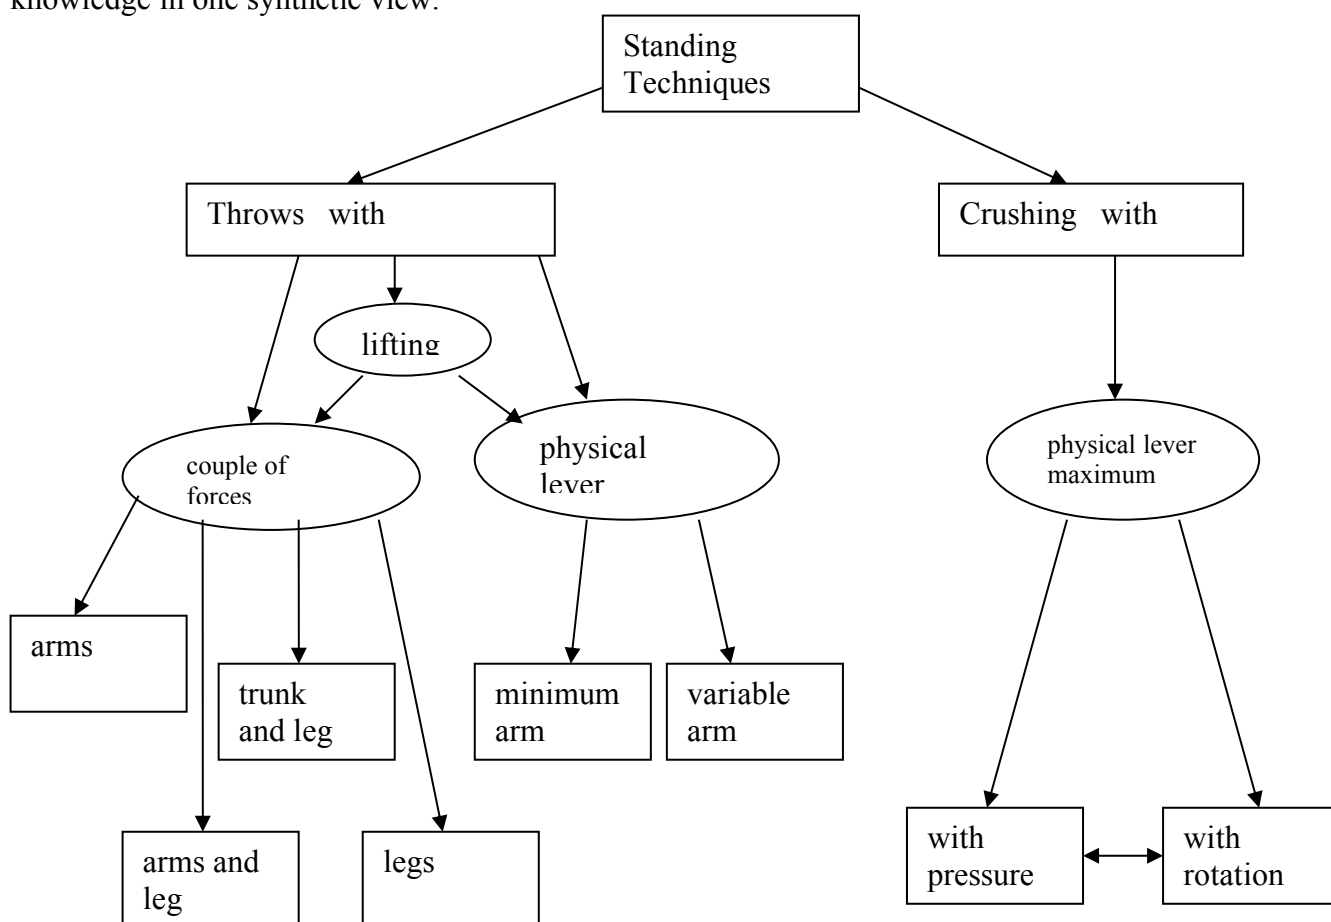 knowledge in one synthetic view.
Standing
Techniques
Throws with
Crushing with
lifting
couple of
forces
physical
lever
physical lever
maximum
arms
trunk
and leg
minimum
arm
variable
arm
arms and
leg
legs
with
pressure
with
rotation